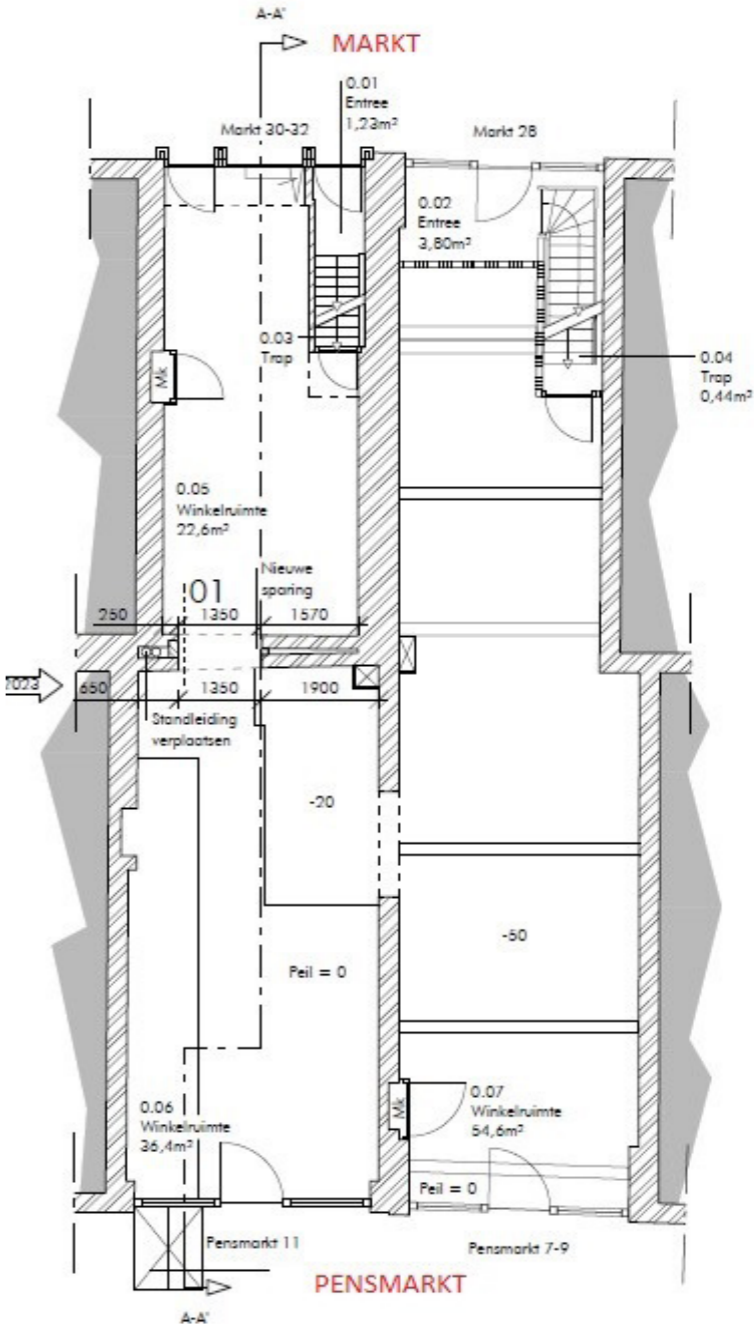 A-A'
MARKT
0.01
Entree
1,23m²
Markt 30-32
Markt 28
0.02
Entree
3,80m²
0.03
Trap
0.04
Trap
0,44m²
Mk
0.05
Winkelruimte
22,6m²
Nieuwe
sparing
01
250
1350
1570
2023
650
1350
1900
Standleiding
verplaatsen
-20
-50
Peil = 0
0.06
Winkelruimte
36,4m²
Mk
0.07
Winkelruimte
54,6m²
Peil = 0
Pensmarkt 11
Pensmarkt 7-9
PENSMARKT
A-A'